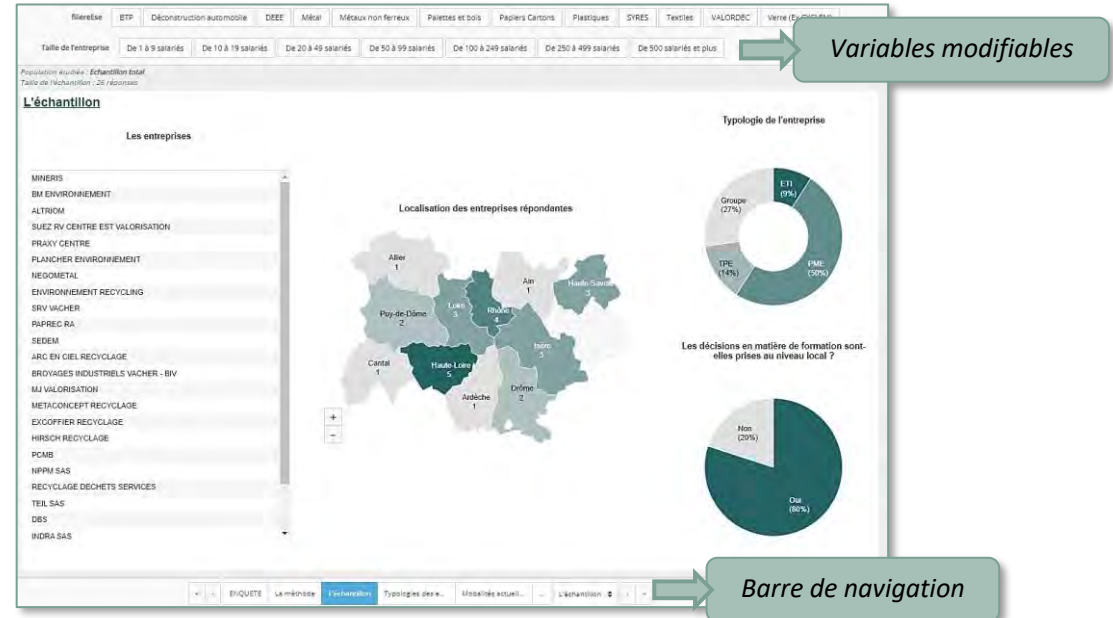 filiereEse BTP Déconstruction automobile DEEE Métal Métaux non ferreux Palettes et bois Papiers Cartons Plastiques SYRES Textiles VALORDEC Verre
Taille de l'entreprise De 1 à 9 salariés De 10 à 19 salariés De 20 à 49 salariés De 50 à 99 salariés De 100 à 249 salariés De 250 à 499 salariés De 500 salariés et plus
Variables modifiables
Population étudiée : Echantillon total
Taille de l'échantillon : 26 réponses
L'échantillon
Les entreprises
MINERIS
BM ENVIRONNEMENT
ALTRIOM
SUEZ RV CENTRE EST VALORISATION
PRAXY CENTRE
PLANCHER ENVIRONNEMENT
NEGOMETAL
ENVIRONNEMENT RECYCLING
SRV VACHER
PAPREC RA
SEDEM
ARC EN CIEL RECYCLAGE
BROYAGES INDUSTRIELS VACHER - BIV
MJ VALORISATION
METACONCEPT RECYCLAGE
EXCOFFIER RECYCLAGE
HIRSCH RECYCLAGE
PCMB
NPPM SAS
RECYCLAGE DECHETS SERVICES
TEIL SAS
DBS
INDRA SAS
Localisation des entreprises répondantes
Allier
1
Ain
1
Haute-Savoie
3
Puy-de-Dôme
2
Loire
3
Rhône
4
Isère
3
Cantal
1
Haute-Loire
5
Ardèche
1
Drôme
2
+
−
Typologie de l'entreprise
ETI
(9%)
Groupe
(27%)
TPE
(14%)
PME
(50%)
Les décisions en matière de formation sont-
elles prises au niveau local ?
Non
(20%)
Oui
(80%)
ENQUETE La méthode L'échantillon Typologies des e... Modalités actuell... ... L'échantillon
Barre de navigation